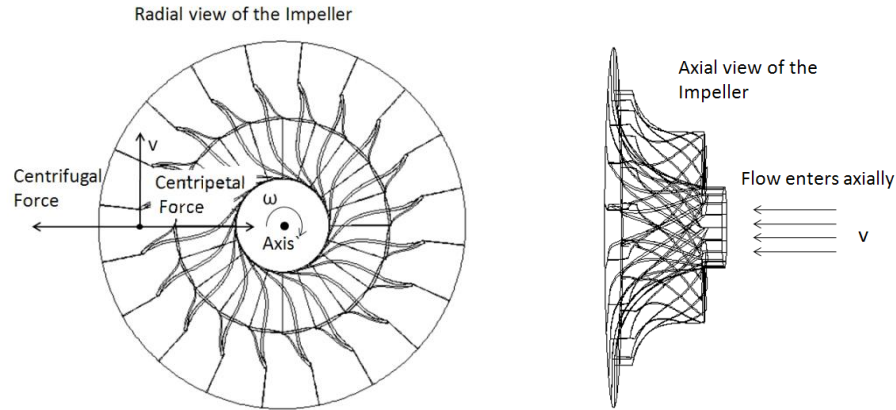 Radial view of the Impeller
v
Centrifugal
Force
Centripetal
Force
ω
Axis
Axial view of the
Impeller
Flow enters axially
v